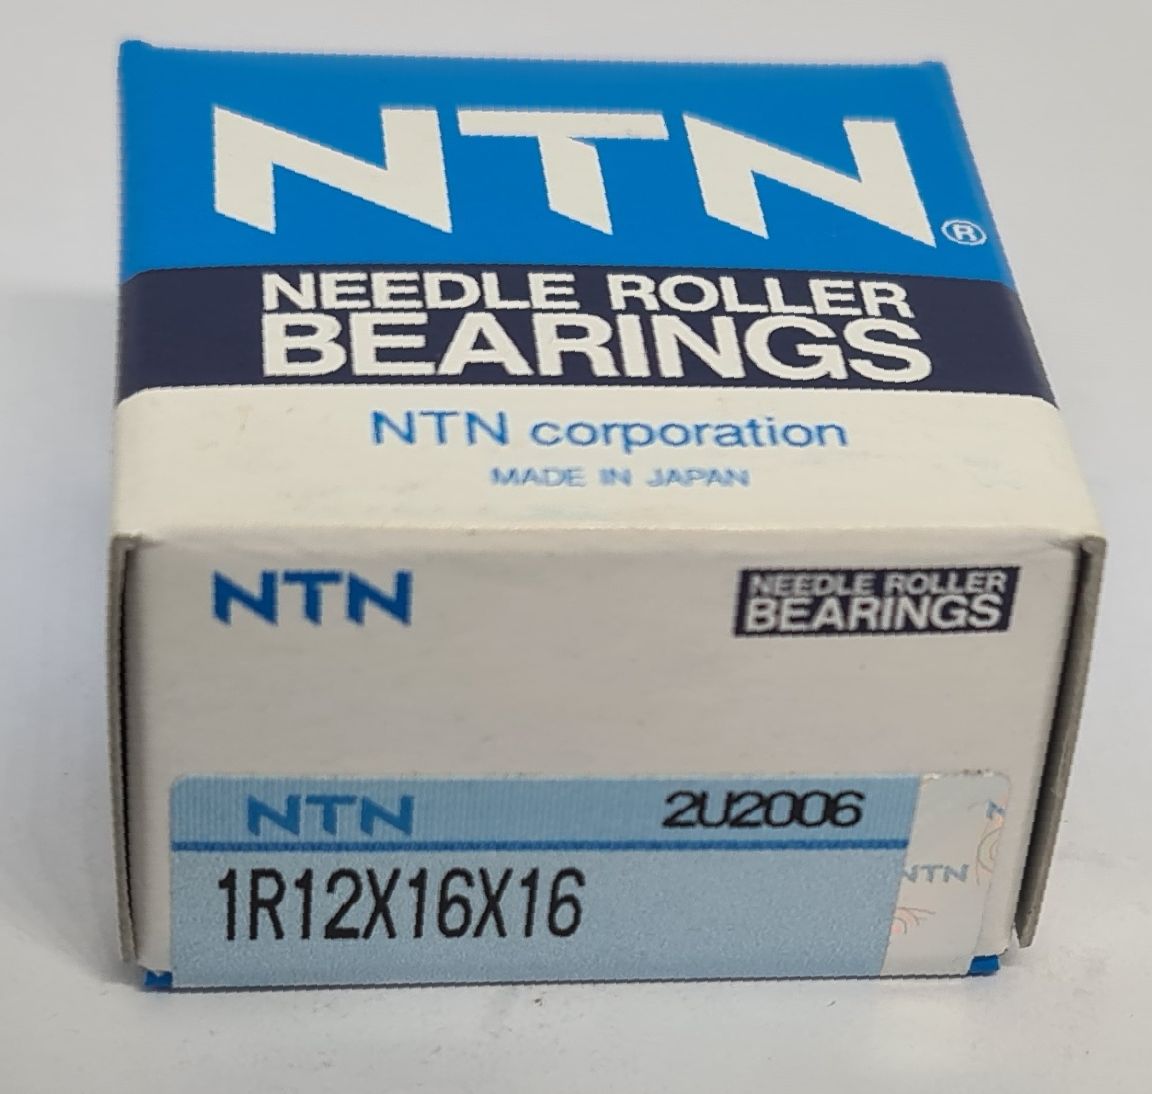 NTN®
NEEDLE ROLLER
BEARINGS
NTN corporation
MADE IN JAPAN
NTN
NEEDLE ROLLER
BEARINGS
NTN 2U2006
1R12X16X16
NTN